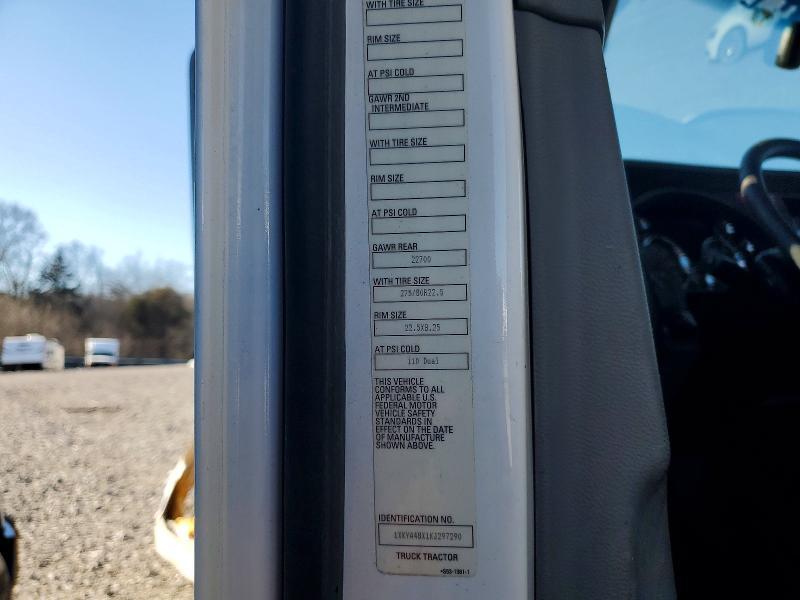 WITH TIRE SIZE
RIM SIZE
AT PSI COLD
GAWR 2ND
INTERMEDIATE
WITH TIRE SIZE
RIM SIZE
AT PSI COLD
GAWR REAR
22700
WITH TIRE SIZE
275/80R22.5
RIM SIZE
22.5X8.25
AT PSI COLD
110 Dual
THIS VEHICLE
CONFORMS TO ALL
APPLICABLE U.S.
FEDERAL MOTOR
VEHICLE SAFETY
STANDARDS IN
EFFECT ON THE DATE
OF MANUFACTURE
SHOWN ABOVE.
IDENTIFICATION NO.
1XKYA48X1KJ297290
TRUCK TRACTOR